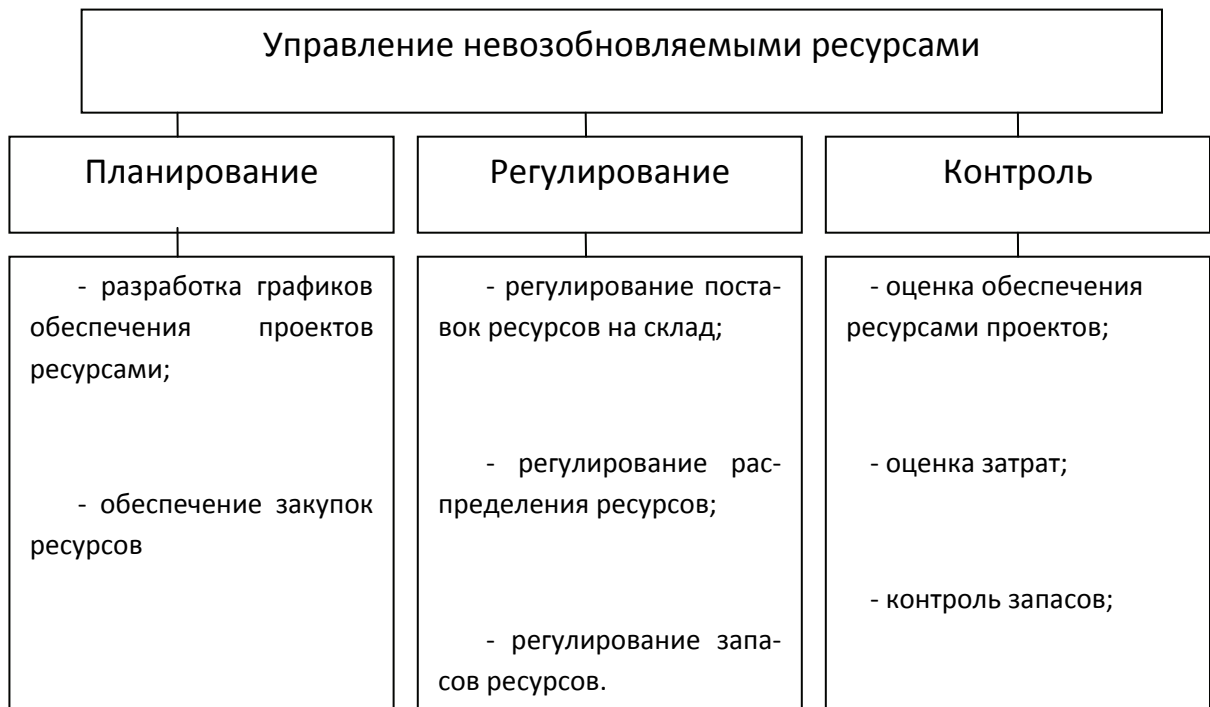 Управление невозобновляемыми ресурсами
Планирование
Регулирование
Контроль
- разработка графиков
обеспечения проектов
ресурсами;
- обеспечение закупок
ресурсов
- регулирование поста-
вок ресурсов на склад;
- регулирование рас-
пределения ресурсов;
- регулирование запа-
сов ресурсов.
- оценка обеспечения
ресурсами проектов;
- оценка затрат;
- контроль запасов;